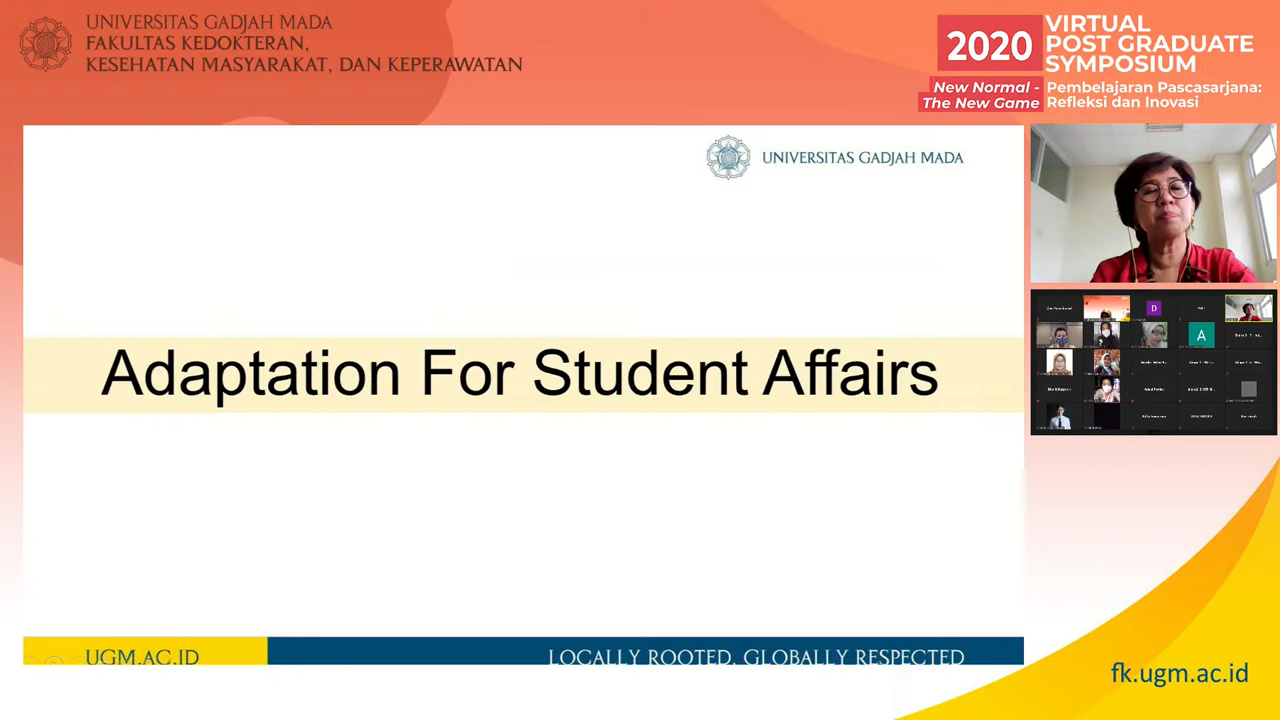 UNIVERSITAS GADJAH MADA
FAKULTAS KEDOKTERAN,
KESEHATAN MASYARAKAT, DAN KEPERAWATAN
2020
VIRTUAL
POST GRADUATE
SYMPOSIUM
New Normal -
The New Game
Pembelajaran Pascasarjana:
Refleksi dan Inovasi
UNIVERSITAS GADJAH MADA
Adaptation For Student Affairs
D
A
UGM.AC.ID
LOCALLY ROOTED, GLOBALLY RESPECTED
fk.ugm.ac.id